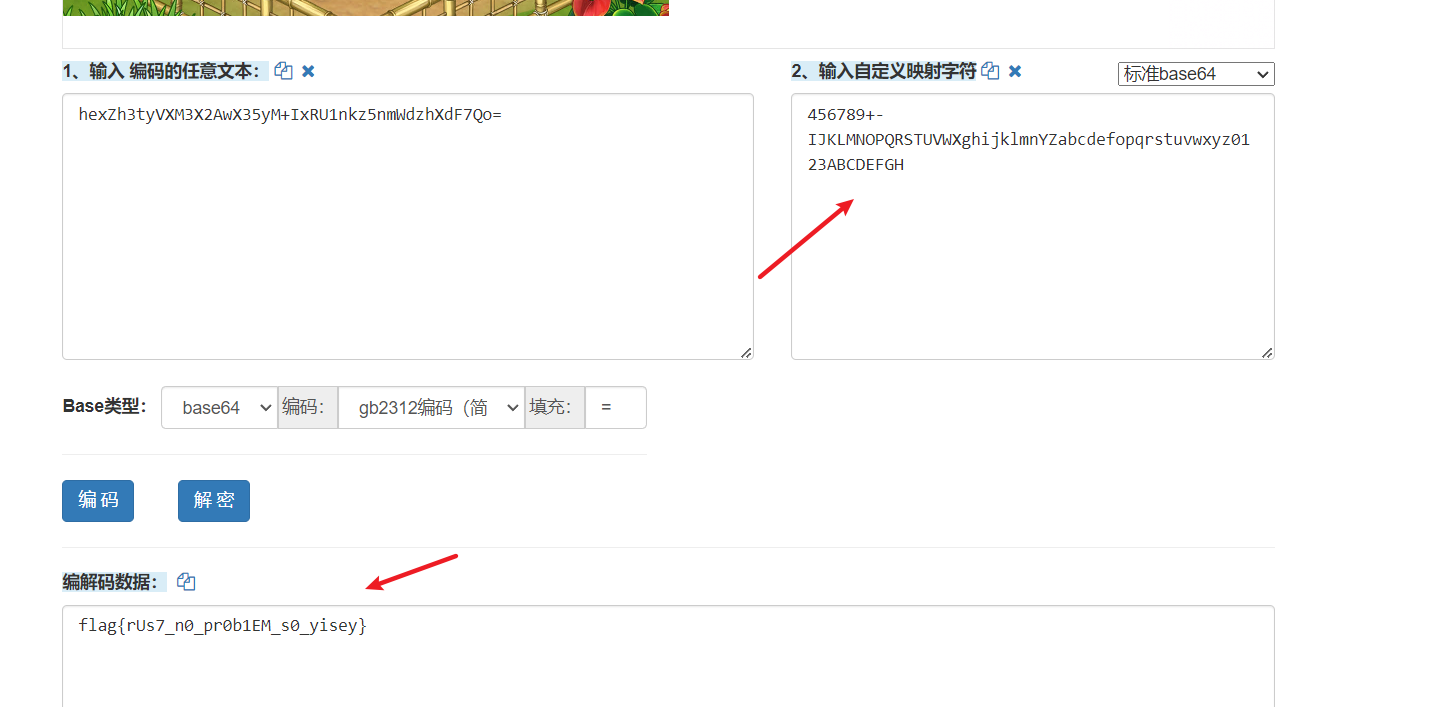 1、输入 编码的任意文本：
2、输入自定义映射字符
标准base64
hexZh3tyVXM3X2AwX35yM+IxRU1nkz5nmWdzhXdF7Qo=
456789+-
IJKLMNOPQRSTUVWXghijklmnYZabcdefopqrstuvwxyz01
23ABCDEFGH
Base类型：
base64
编码：
gb2312编码（简
填充：
=
编 码
解 密
编解码数据：
flag{rUs7_n0_pr0b1EM_s0_yisey}